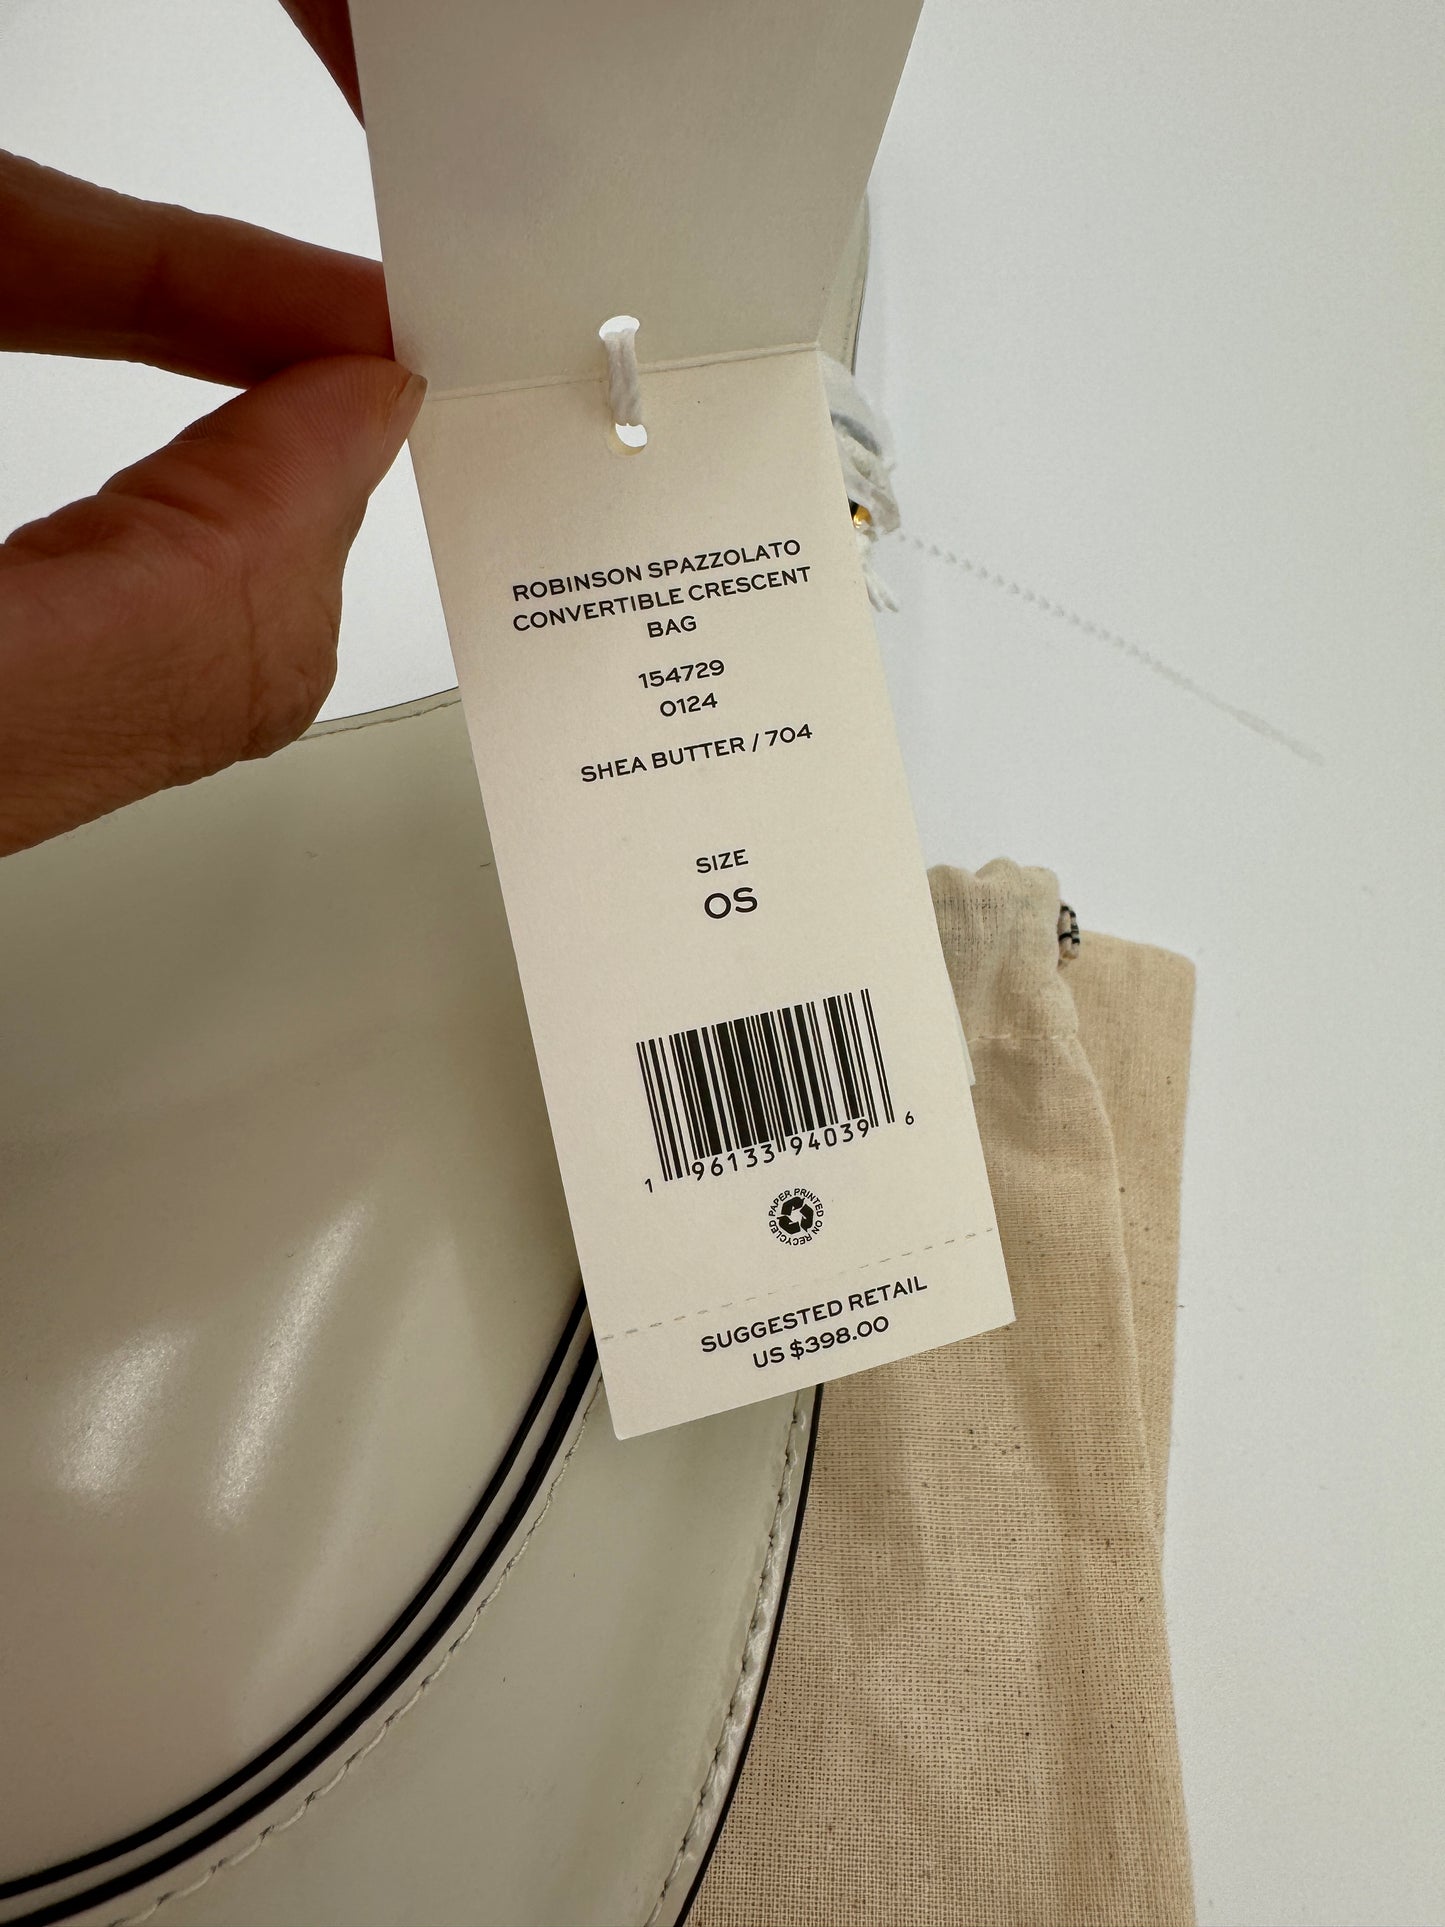 ROBINSON SPAZZOLATO
CONVERTIBLE CRESCENT
BAG
154729
0124
SHEA BUTTER / 704
SIZE
OS
1 96133 94039 6
PRINTED ON RECYCLED PAPER
SUGGESTED RETAIL
US $398.00